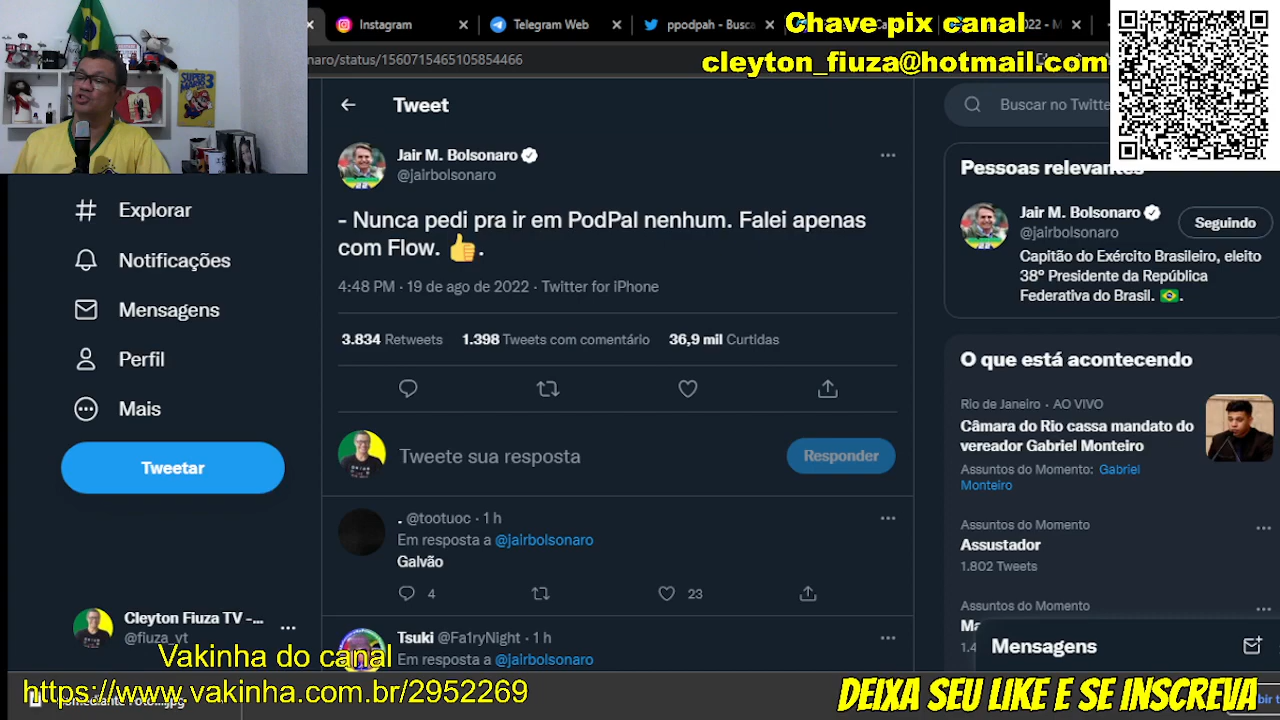 Instagram
Telegram Web
ppodpah - Busca
Chave pix canal
naro/status/1560715465105854466
cleyton_fiuza@hotmail.com
Tweet
Buscar no Twitte
Jair M. Bolsonaro
@jairbolsonaro
Pessoas relevantes
- Nunca pedi pra ir em PodPal nenhum. Falei apenas
com Flow. 👍.
4:48 PM · 19 de ago de 2022 · Twitter for iPhone
3.834 Retweets 1.398 Tweets com comentário 36,9 mil Curtidas
Explorar
Notificações
Mensagens
Perfil
Mais
Tweetar
Jair M. Bolsonaro
@jairbolsonaro
Seguindo
Capitão do Exército Brasileiro, eleito
38º Presidente da República
Federativa do Brasil. 🇧🇷.
O que está acontecendo
Rio de Janeiro · AO VIVO
Câmara do Rio cassa mandato do
vereador Gabriel Monteiro
Assuntos do Momento: Gabriel
Monteiro
Tweete sua resposta
Responder
. @tootuoc · 1 h
Em resposta a @jairbolsonaro
Galvão
4 23
Assuntos do Momento
Assustador
1.802 Tweets
Assuntos do Momento
Tsuki @Fa1ryNight · 1 h
Em resposta a @jairbolsonaro
Mensagens
Cleyton Fiuza TV -...
@fiuza_yt
Vakinha do canal
https://www.vakinha.com.br/2952269
DEIXA SEU LIKE E SE INSCREVA